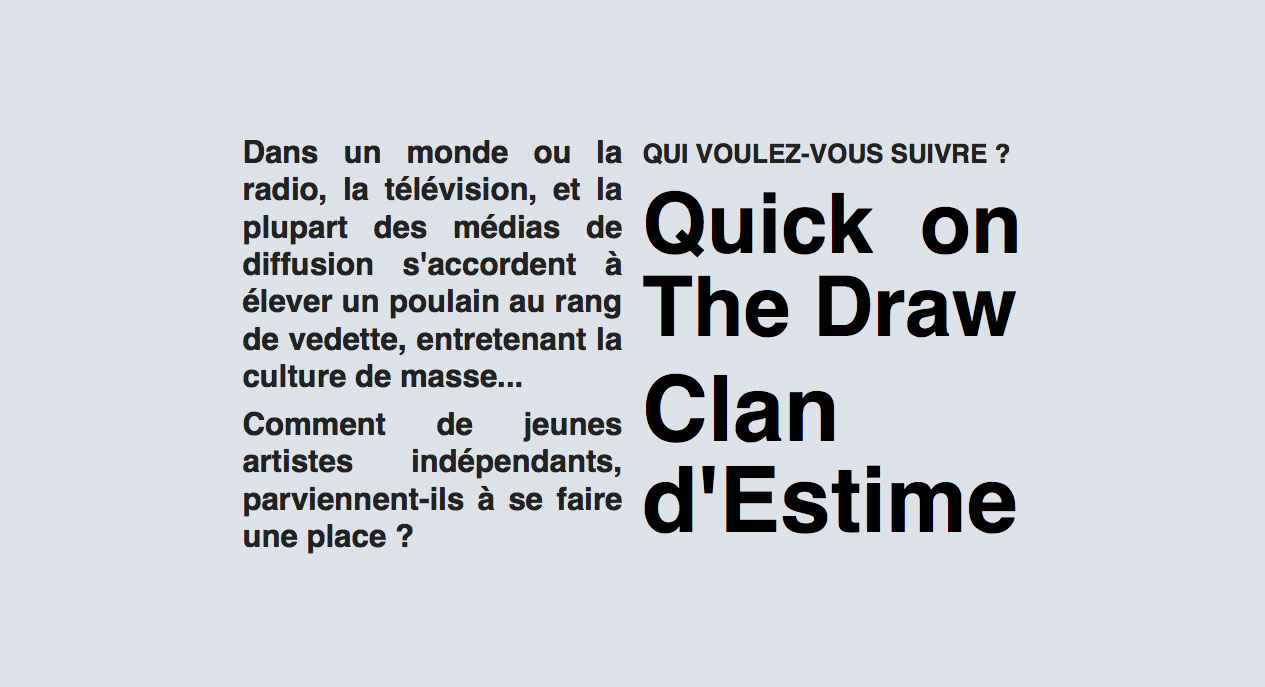 Dans un monde ou la
radio, la télévision, et la
plupart des médias de
diffusion s'accordent à
élever un poulain au rang
de vedette, entretenant la
culture de masse...
Comment de jeunes
artistes indépendants,
parviennent-ils à se faire
une place ?
QUI VOULEZ-VOUS SUIVRE ?
Quick on
The Draw
Clan
d'Estime